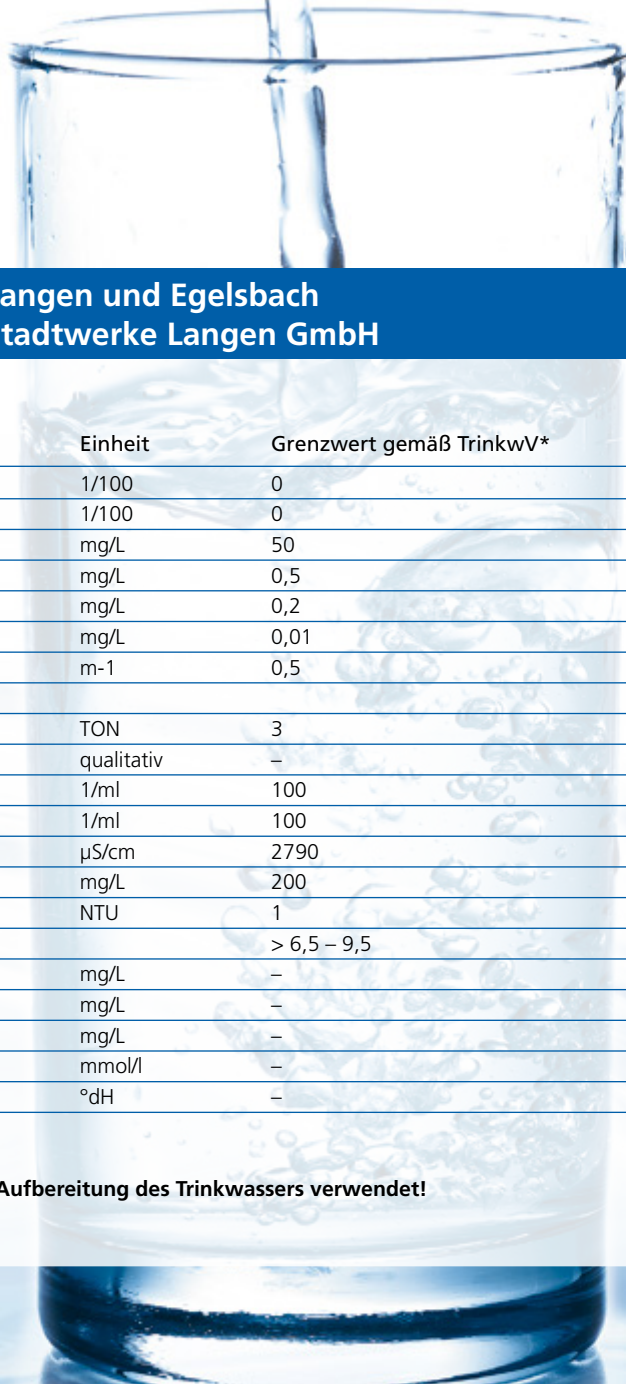 angen und Egelsbach
tadtwerke Langen GmbH
Einheit Grenzwert gemäß TrinkwV*
1/100 0
1/100 0
mg/L 50
mg/L 0,5
mg/L 0,2
mg/L 0,01
m-1 0,5
TON 3
qualitativ –
1/ml 100
1/ml 100
µS/cm 2790
mg/L 200
NTU 1
> 6,5 – 9,5
mg/L –
mg/L –
mg/L –
mmol/l –
°dH –
Aufbereitung des Trinkwassers verwendet!